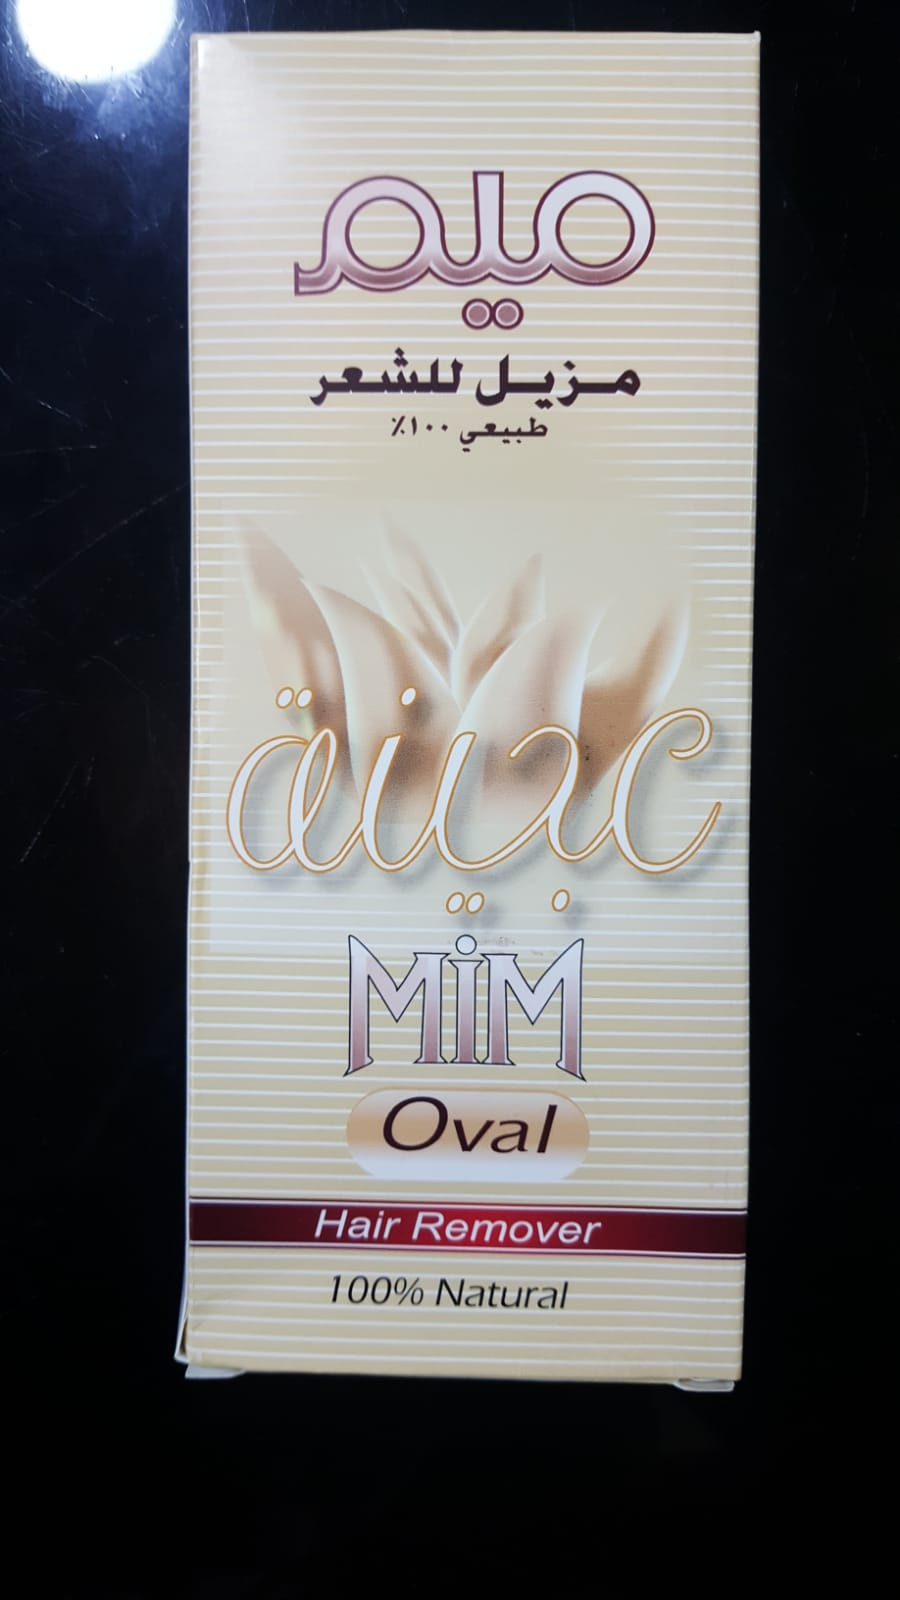 ميم
مزيل للشعر
طبيعي ١٠٠٪
عجينة
MiM
Oval
Hair Remover
100% Natural